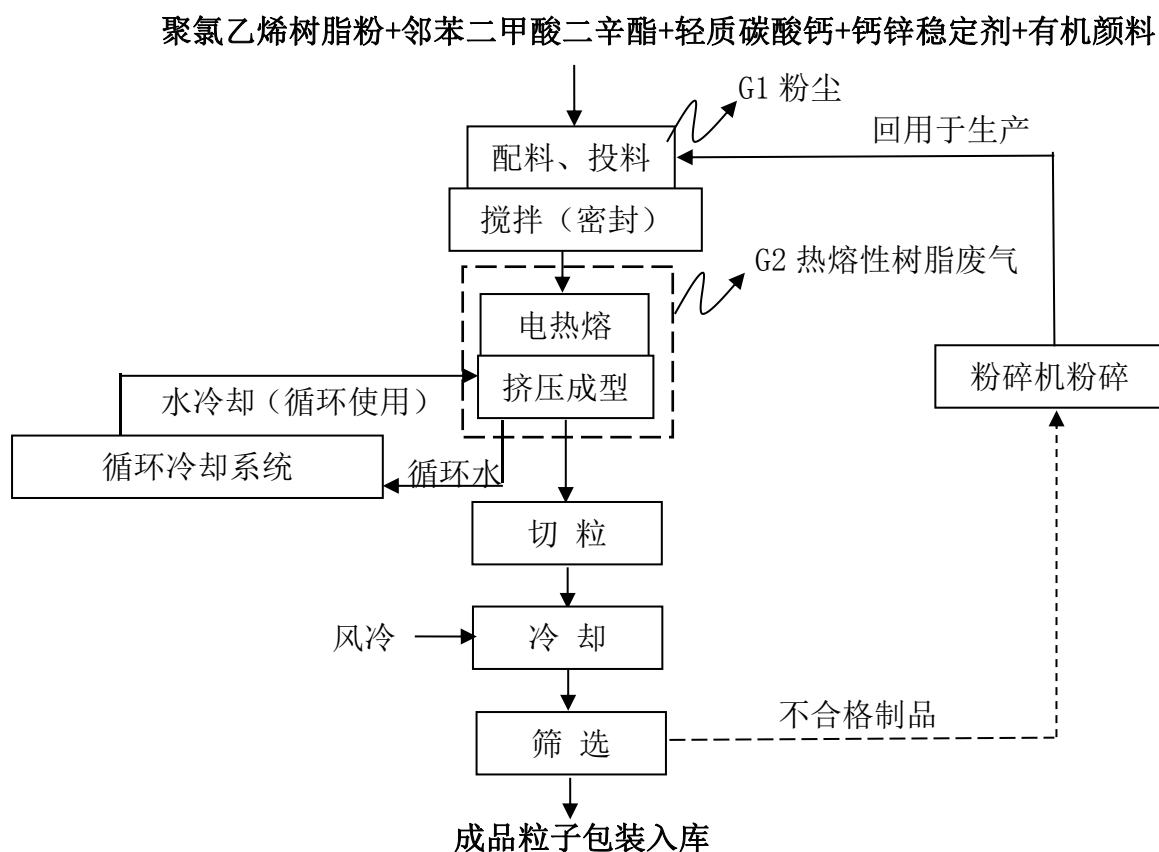 聚氯乙烯树脂粉+邻苯二甲酸二辛酯+轻质碳酸钙+钙锌稳定剂+有机颜料
G1 粉尘
回用于生产
配料、投料
搅拌（密封）
G2 热熔性树脂废气
电热熔
粉碎机粉碎
挤压成型
水冷却（循环使用）
循环冷却系统
循环水
切 粒
风冷
冷 却
不合格制品
筛 选
成品粒子包装入库